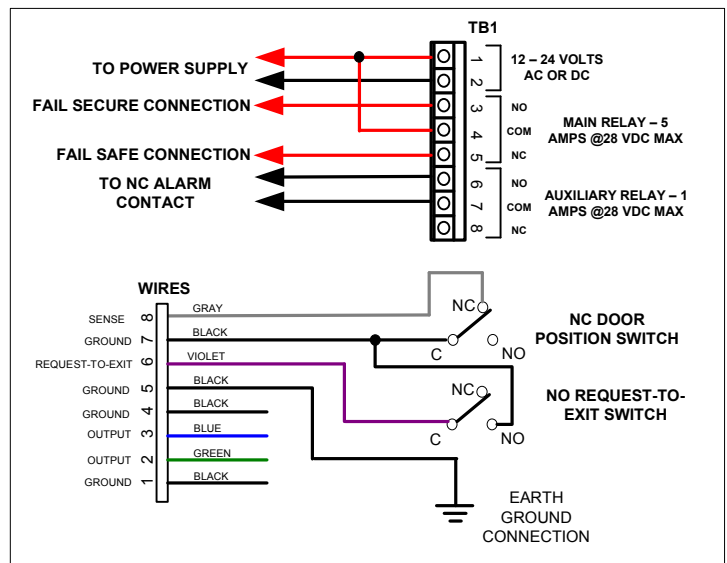 TB1
TO POWER SUPPLY
FAIL SECURE CONNECTION
FAIL SAFE CONNECTION
TO NC ALARM
CONTACT
1
2
3 NO
4 COM
5 NC
6 NO
7 COM
8 NC
12 – 24 VOLTS
AC OR DC
MAIN RELAY – 5
AMPS @28 VDC MAX
AUXILIARY RELAY – 1
AMPS @28 VDC MAX
WIRES
SENSE 8 GRAY
GROUND 7 BLACK
REQUEST-TO-EXIT 6 VIOLET
GROUND 5 BLACK
GROUND 4 BLACK
OUTPUT 3 BLUE
OUTPUT 2 GREEN
GROUND 1 BLACK
NC
C NO
NC DOOR
POSITION SWITCH
NC
C NO
NO REQUEST-TO-
EXIT SWITCH
EARTH
GROUND
CONNECTION